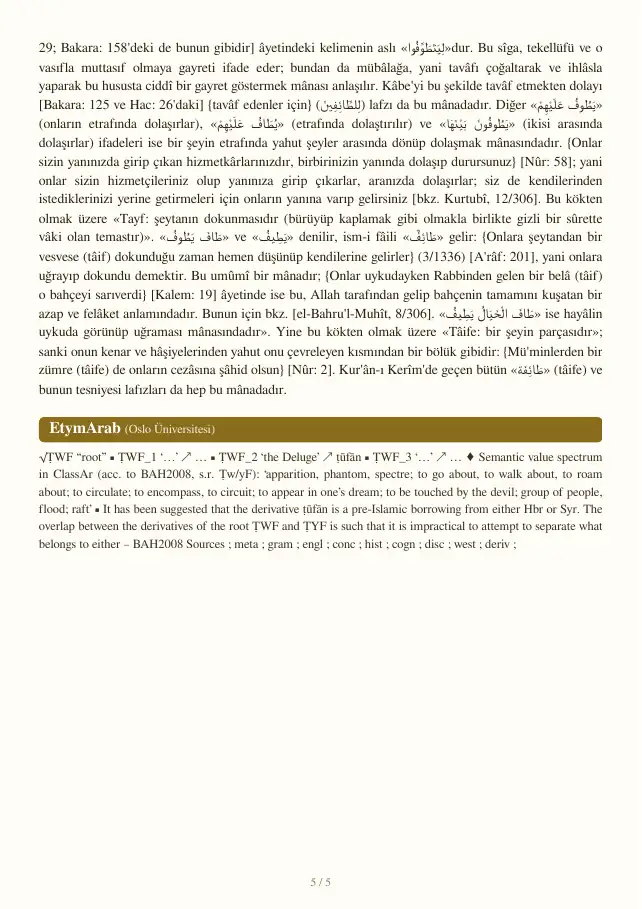 29; Bakara: 158'deki de bunun gibidir] âyetindeki kelimenin aslı «لِيَتَطَوَّفُوا»dur. Bu sîga, tekellüfü ve o
vasıfla muttasıf olmaya gayreti ifade eder; bundan da mübâlağa, yani tavâfı çoğaltarak ve ihlâsla
yaparak bu hususta ciddî bir gayret göstermek mânası anlaşılır. Kâbe'yi bu şekilde tavâf etmekten dolayı
[Bakara: 125 ve Hac: 26'daki] {tavâf edenler için} (لِلطَّائِفِينَ) lafzı da bu mânadadır. Diğer «يَطُوفُ عَلَيْهِمْ»
(onların etrafında dolaşırlar), «يُطَافُ عَلَيْهِمْ» (etrafında dolaştırılır) ve «يَطُوفُونَ بَيْنَهَا» (ikisi arasında
dolaşırlar) ifadeleri ise bir şeyin etrafında yahut şeyler arasında dönüp dolaşmak mânasındadır. {Onlar
sizin yanınızda girip çıkan hizmetkârlarınızdır, birbirinizin yanında dolaşıp durursunuz} [Nûr: 58]; yani
onlar sizin hizmetçileriniz olup yanınıza girip çıkarlar, aranızda dolaşırlar; siz de kendilerinden
istediklerinizi yerine getirmeleri için onların yanına varıp gelirsiniz [bkz. Kurtubî, 12/306]. Bu kökten
olmak üzere «Tayf: şeytanın dokunmasıdır (bürüyüp kaplamak gibi olmakla birlikte gizli bir sûrette
vâki olan temastır)». «طَافَ يَطُوفُ» ve «يَطِيفُ» denilir, ism-i fâili «طَائِفٌ» gelir: {Onlara şeytandan bir
vesvese (tâif) dokunduğu zaman hemen düşünüp kendilerine gelirler} (3/1336) [A'râf: 201], yani onlara
uğrayıp dokundu demektir. Bu umûmî bir mânadır; {Onlar uykudayken Rabbinden gelen bir belâ (tâif)
o bahçeyi sarıverdi} [Kalem: 19] âyetinde ise bu, Allah tarafından gelip bahçenin tamamını kuşatan bir
azap ve felâket anlamındadır. Bunun için bkz. [el-Bahru'l-Muhît, 8/306]. «طَافَ الْخَيَالُ يَطِيفُ» ise hayâlin
uykuda görünüp uğraması mânasındadır». Yine bu kökten olmak üzere «Tâife: bir şeyin parçasıdır»;
sanki onun kenar ve hâşiyelerinden yahut onu çevreleyen kısmından bir bölük gibidir: {Mü'minlerden bir
zümre (tâife) de onların cezâsına şâhid olsun} [Nûr: 2]. Kur'ân-ı Kerîm'de geçen bütün «طَائِفَة» (tâife) ve
bunun tesniyesi lafızları da hep bu mânadadır.
EtymArab (Oslo Üniversitesi)
√ṬWF “root” ▪ ṬWF_1 ‘…’ ↗ … ▪ ṬWF_2 ‘the Deluge’ ↗ ṭūfān ▪ ṬWF_3 ‘…’ ↗ … ♦ Semantic value spectrum
in ClassAr (acc. to BAH2008, s.r. Ṭw/yF): ‘apparition, phantom, spectre; to go about, to walk about, to roam
about; to circulate; to encompass, to circuit; to appear in one's dream; to be touched by the devil; group of people,
flood; raft’ ▪ It has been suggested that the derivative ṭūfān is a pre-Islamic borrowing from either Hbr or Syr. The
overlap between the derivatives of the root ṬWF and ṬYF is such that it is impractical to attempt to separate what
belongs to either – BAH2008 Sources ; meta ; gram ; engl ; conc ; hist ; cogn ; disc ; west ; deriv ;
5 / 5